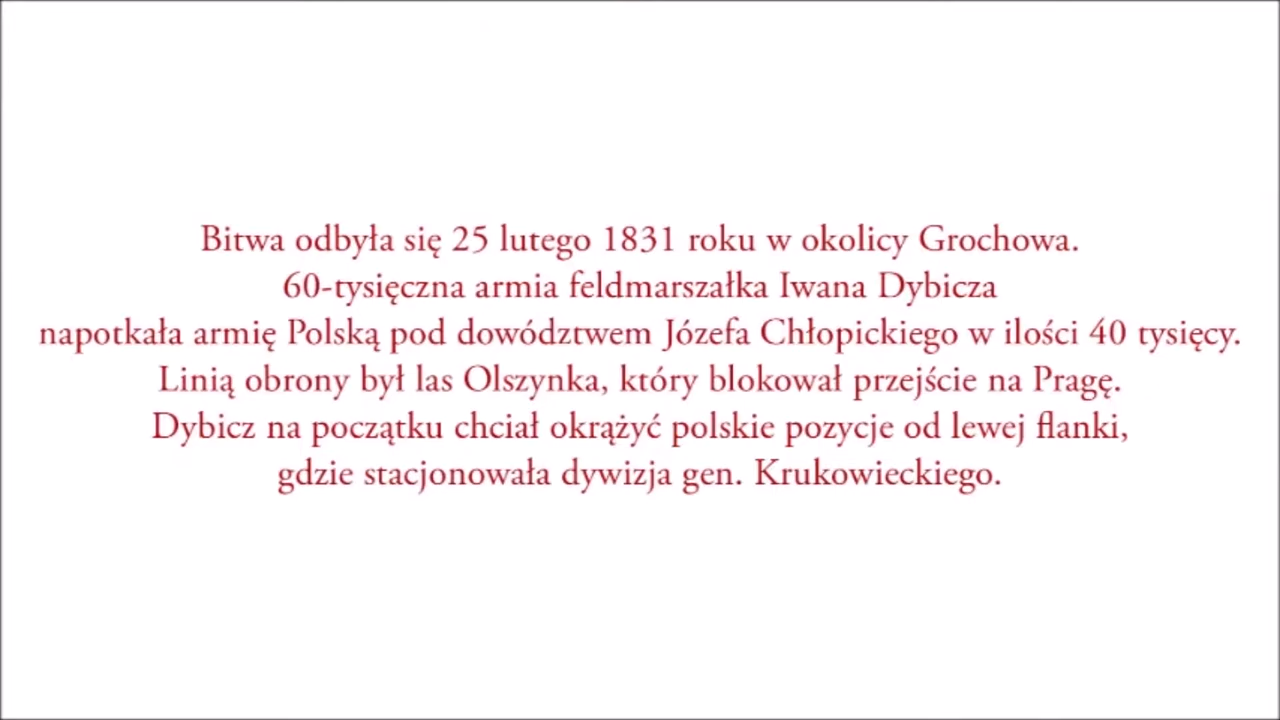 Bitwa odbyła się 25 lutego 1831 roku w okolicy Grochowa.
60-tysięczna armia feldmarszałka Iwana Dybicza
napotkała armię Polską pod dowództwem Józefa Chłopickiego w ilości 40 tysięcy.
Linią obrony był las Olszynka, który blokował przejście na Pragę.
Dybicz na początku chciał okrążyć polskie pozycje od lewej flanki,
gdzie stacjonowała dywizja gen. Krukowieckiego.